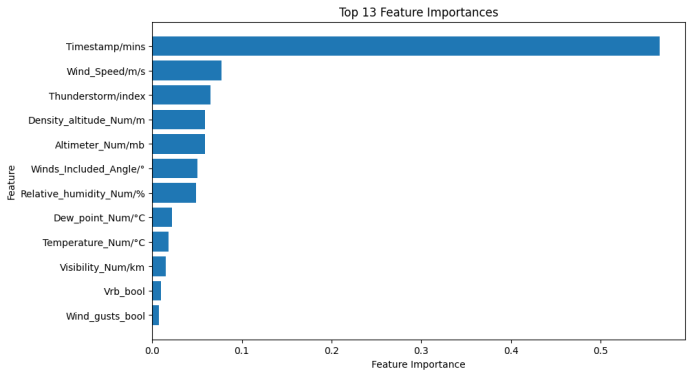 Top 13 Feature Importances
Timestamp/mins
Wind_Speed/m/s
Thunderstorm/index
Density_altitude_Num/m
Altimeter_Num/mb
Winds_Included_Angle/°
Relative_humidity_Num/%
Dew_point_Num/°C
Temperature_Num/°C
Visibility_Num/km
Vrb_bool
Wind_gusts_bool
Feature
0.0 0.1 0.2 0.3 0.4 0.5
Feature Importance